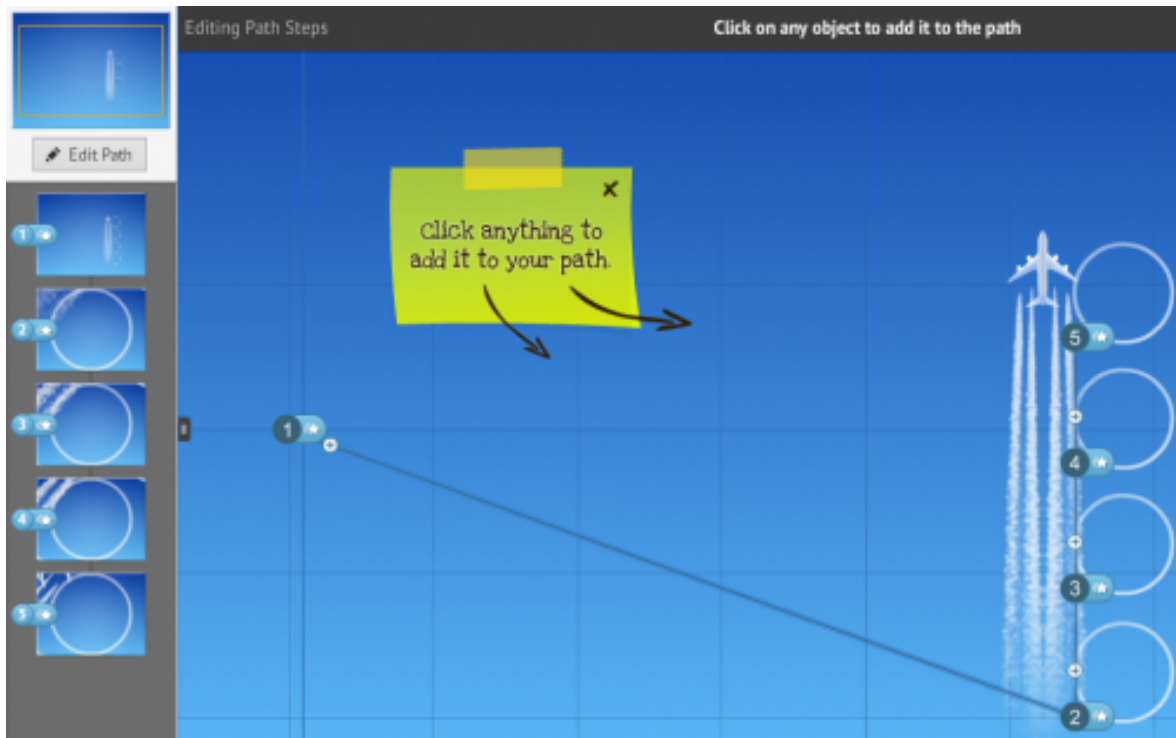 Editing Path Steps
Click on any object to add it to the path
Edit Path
1
2
3
4
5
Click anything to
add it to your path.
5
1
4
3
2